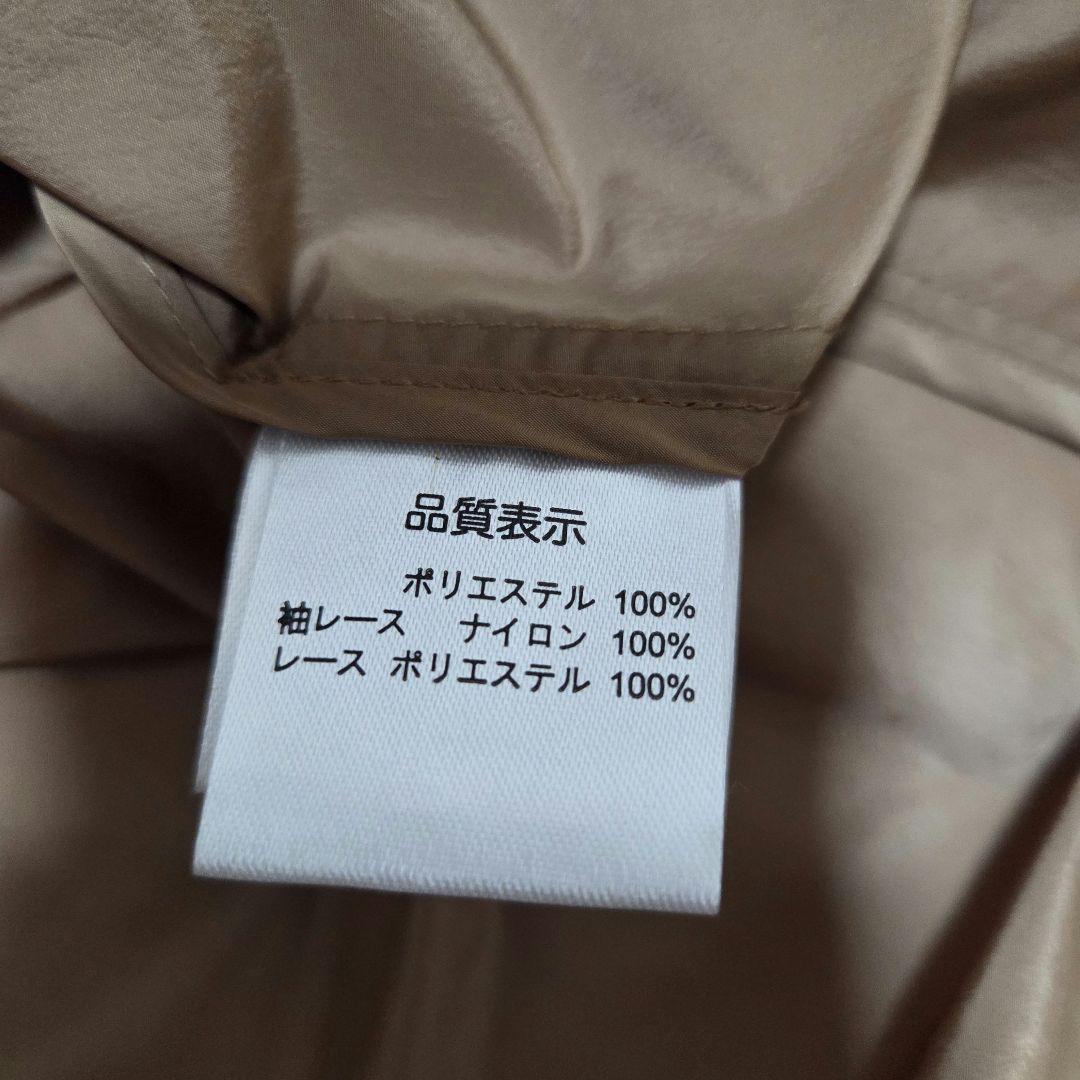 品質表示
ポリエステル 100%
袖レース ナイロン 100%
レース ポリエステル 100%